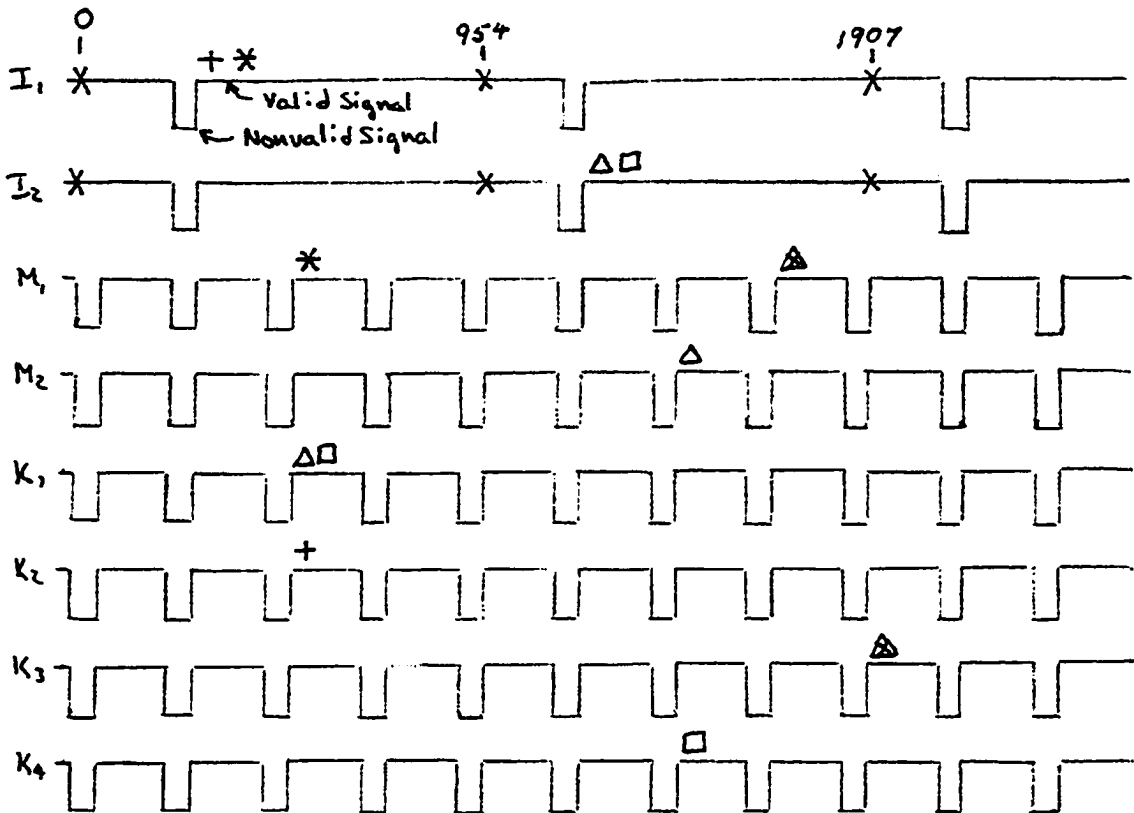 0 954 1907
I₁ + *
Valid Signal
Nonvalid Signal
I₂ △ □
M₁ *
M₂ △
K₁ △ □
K₂ +
K₃
K₄ □